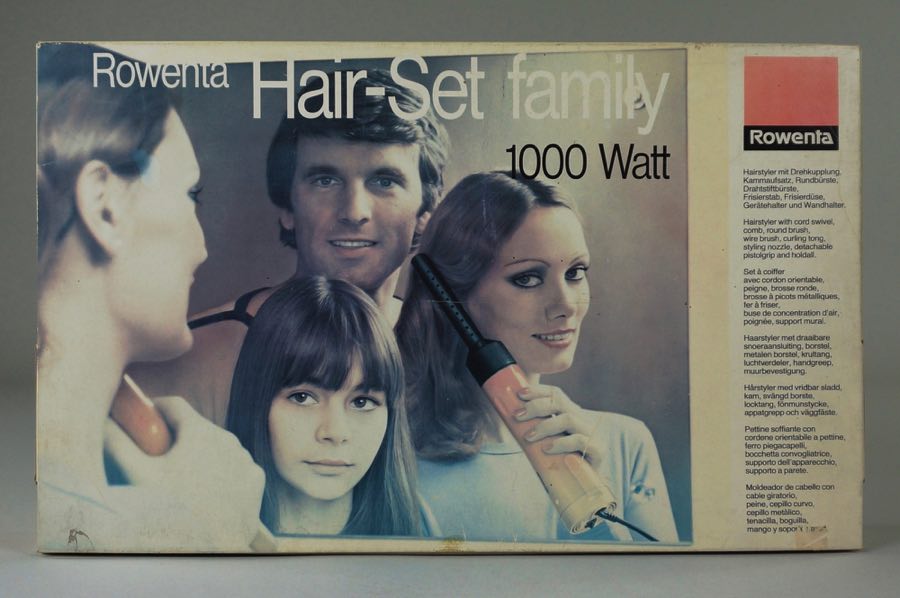 Rowenta Hair-Set family
1000 Watt
Rowenta
Hairstyler mit Drehkupplung,
Kammaufsatz, Rundbürste,
Drahtstiftbürste,
Frisierstab, Frisierdüse,
Gerätehalter und Wandhalter.
Hairstyler with cord swivel,
comb, round brush,
wire brush, curling tong,
styling nozzle, detachable
pistolgrip and holdall.
Set à coiffer
avec cordon orientable,
peigne, brosse ronde,
brosse à picots métalliques,
fer à friser,
buse de concentration d'air,
poignée, support mural.
Haarstyler met draaibare
snoeraansluiting, borstel,
metalen borstel, krultang,
luchtverdeler, handgreep,
muurbevestiging.
Hårstyler med vridbar sladd,
kam, svängd borste,
locktang, fönmunstycke,
appatgrepp och väggfäste.
Pettine soffiante con
cordene orientabile a pettine,
ferro piegacapelli,
bocchetta convogliatrice,
supporto dell'apparecchio,
supporto a parete.
Moldeador de cabello con
cable giratorio,
peine, cepillo curvo,
cepillo metálico,
tenacilla, boquilla,
mango y